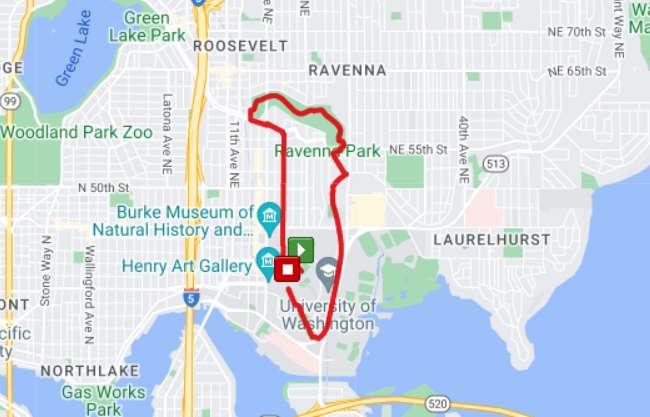 Green
Lake Park
Green Lake
ROOSEVELT
NE 70th St
RAVENNA
NE 65th St
99
Latona Ave NE
11th Ave NE
Woodland Park Zoo
Ravenna Park
NE 55th St
40th Ave NE
513
N 50th St
Burke Museum of
Natural History and...
LAURELHURST
Stone Way N
Wallingford Ave N
Henry Art Gallery
5
University of
Washington
NORTHLAKE
Gas Works
Park
520